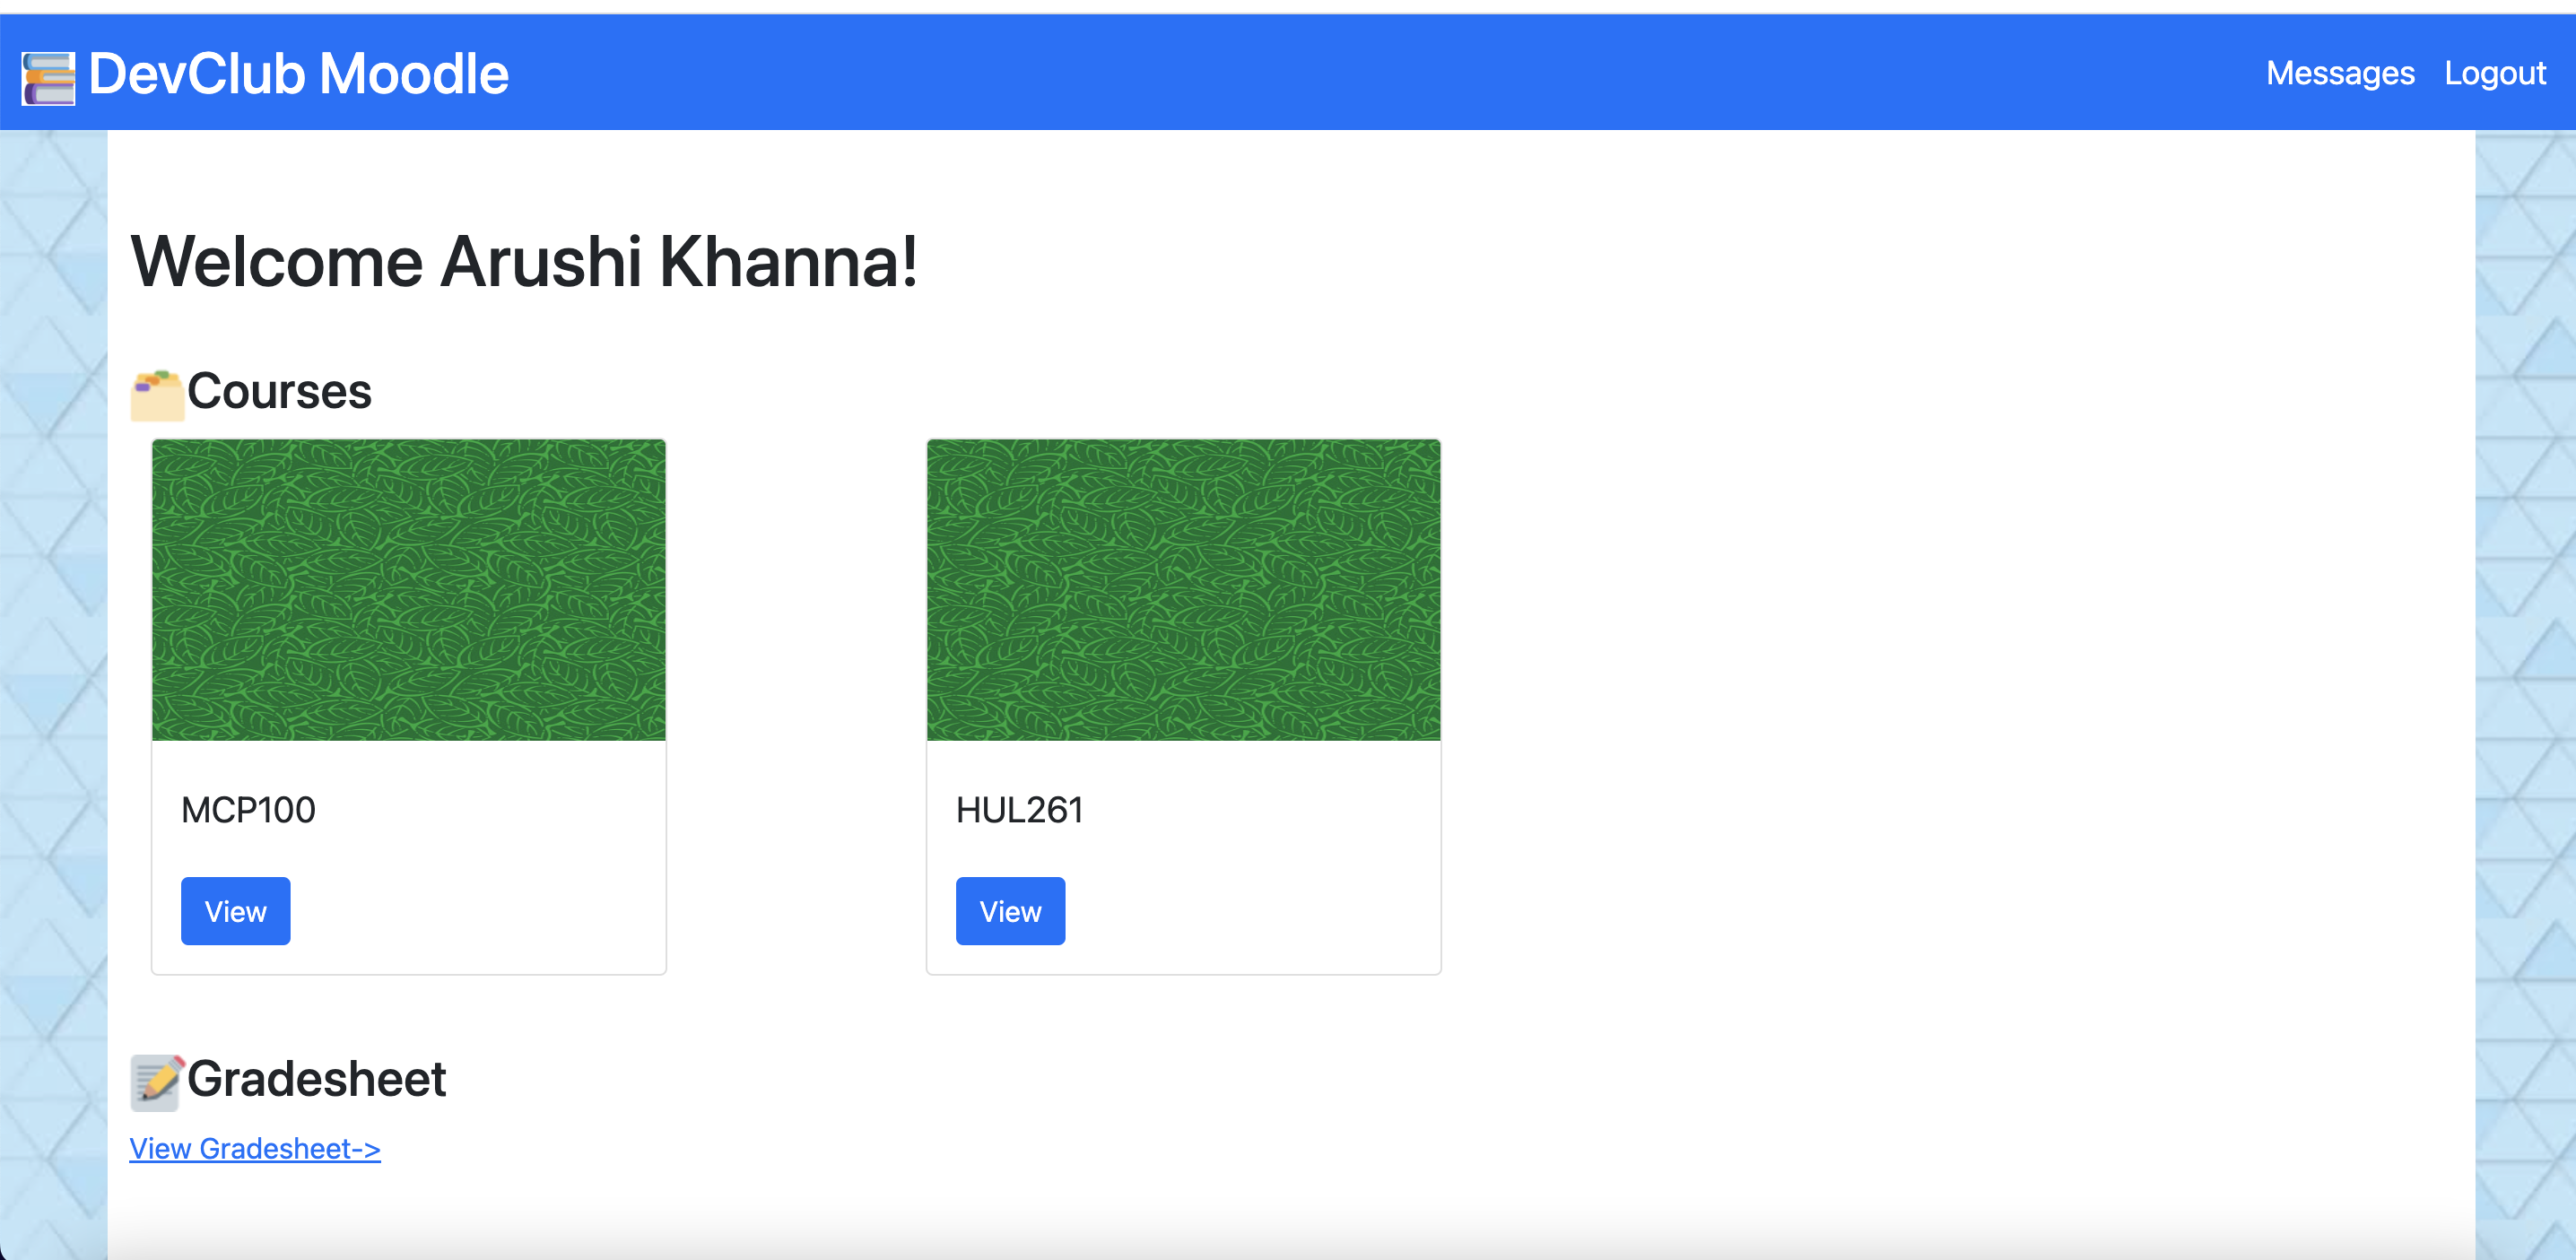 DevClub Moodle
Messages Logout
Welcome Arushi Khanna!
Courses
MCP100
HUL261
View
View
Gradesheet
View Gradesheet->